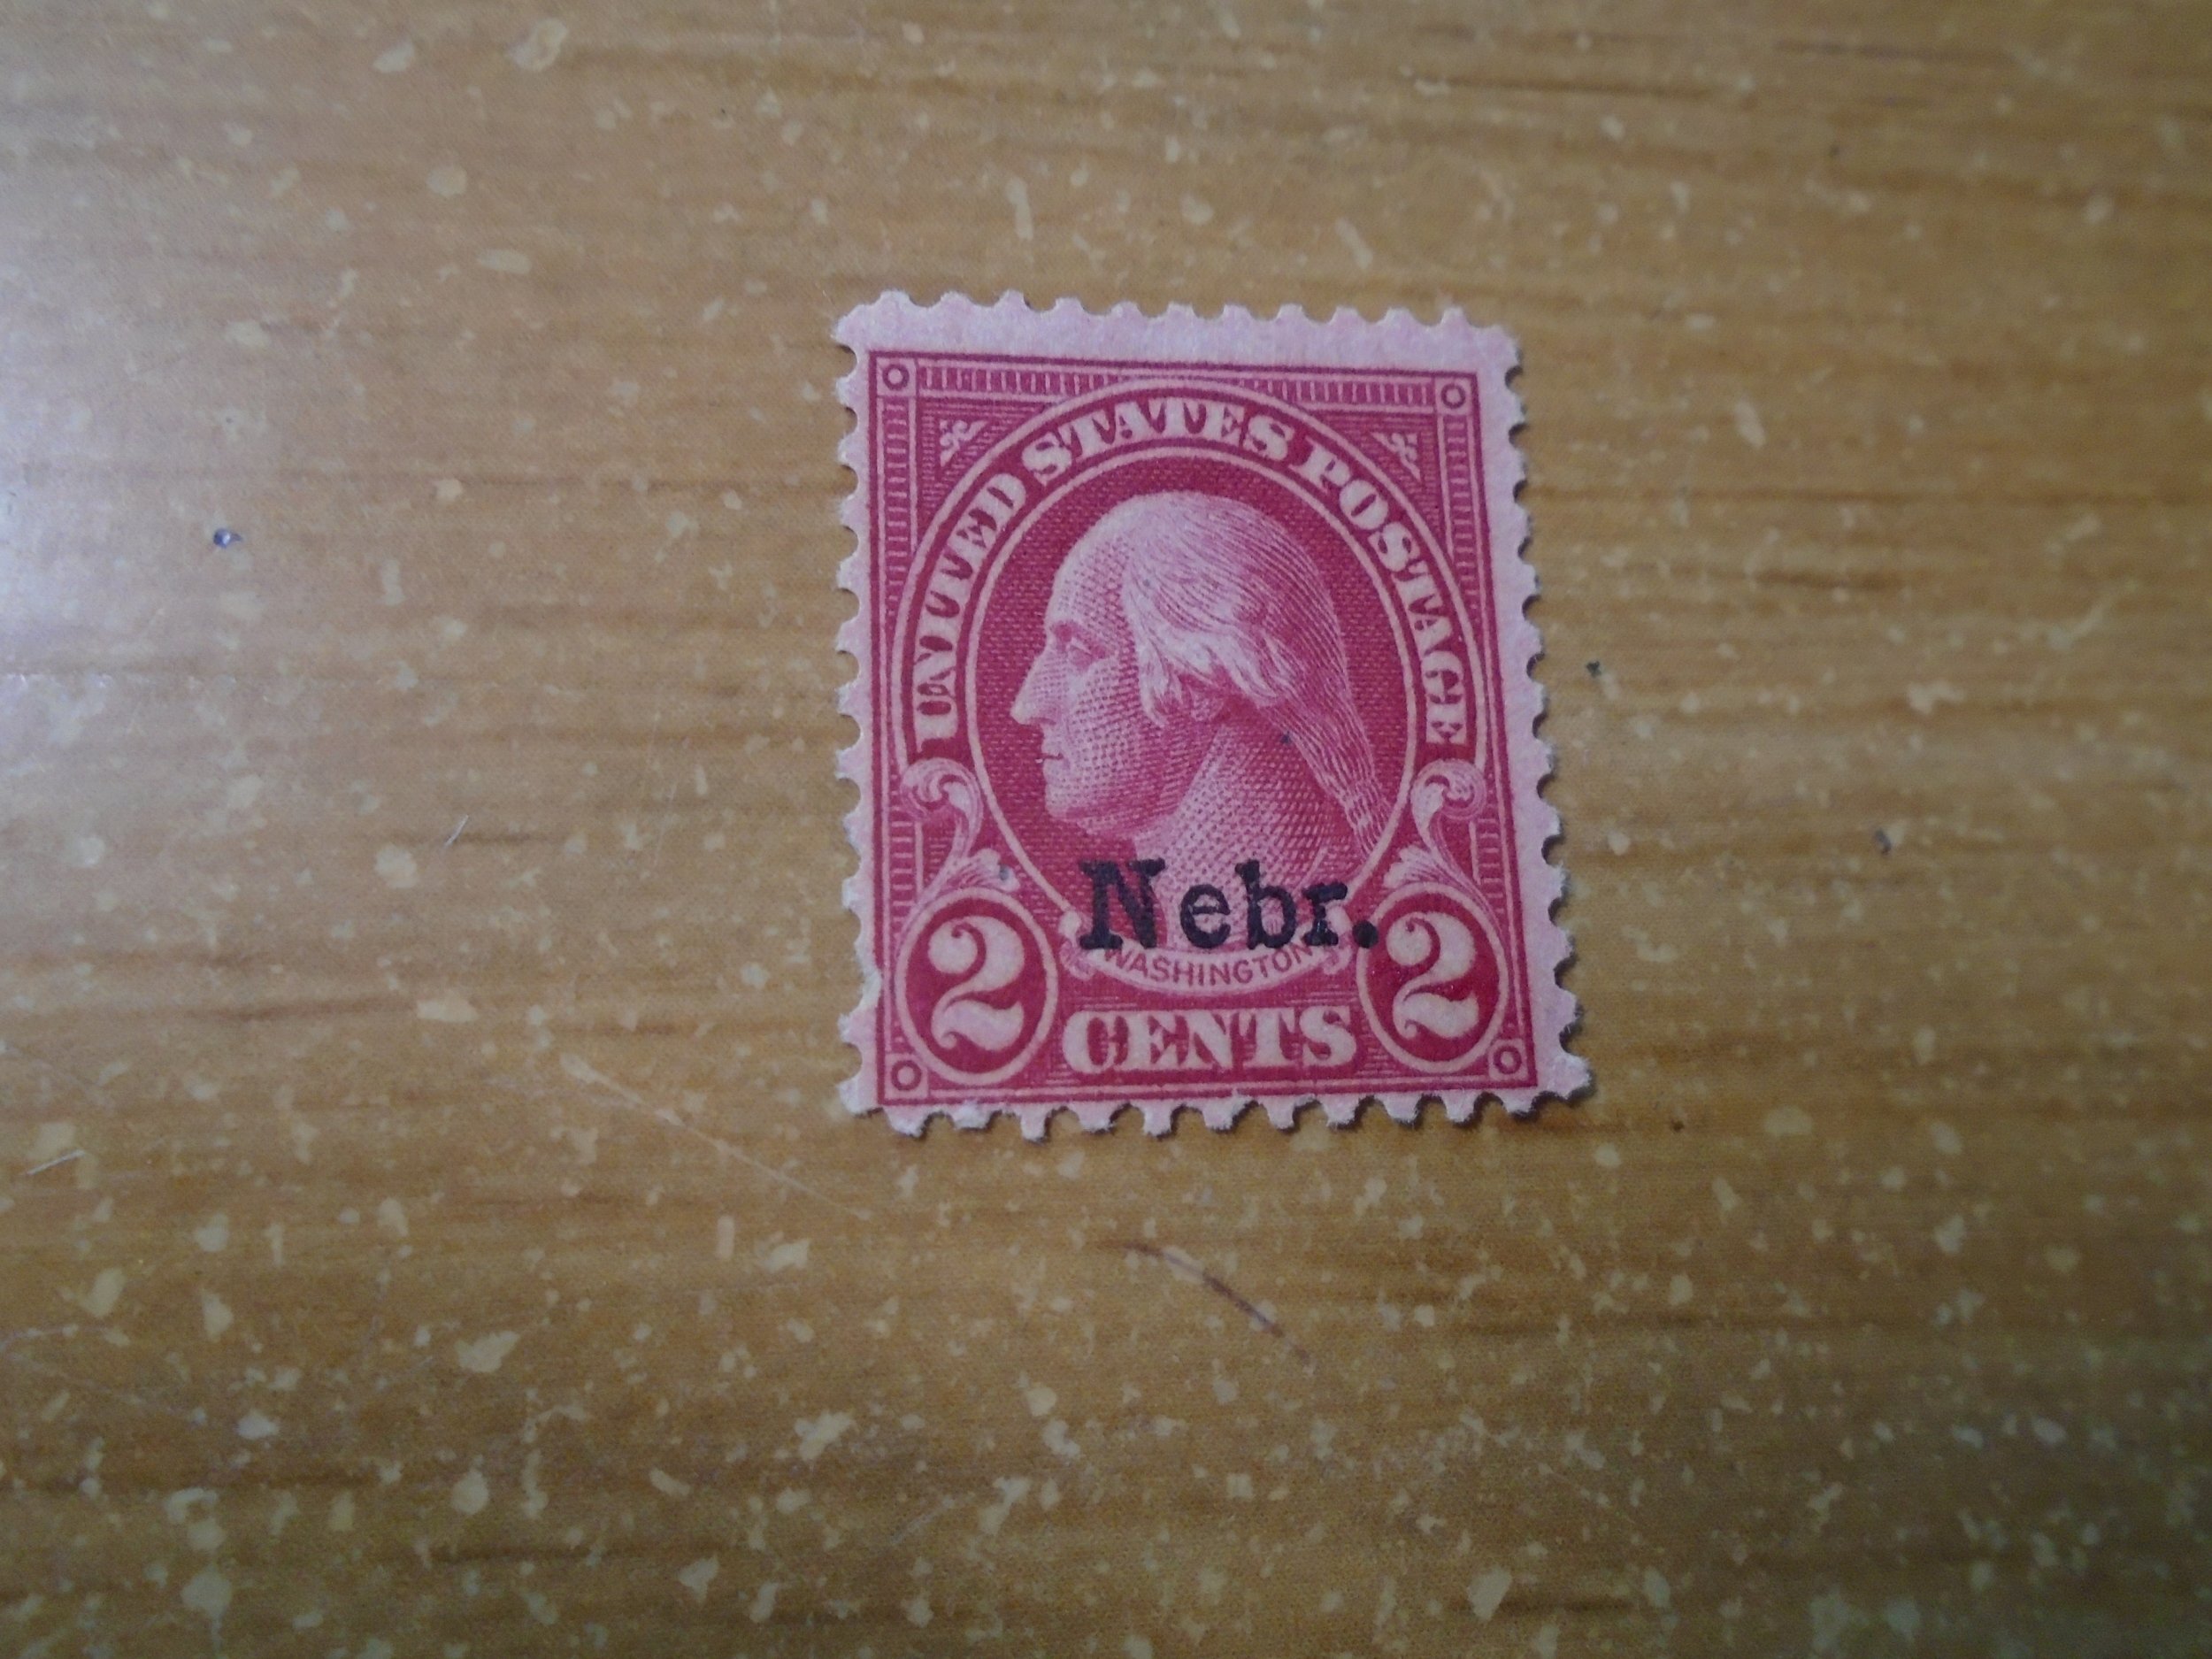 UNITED STATES POSTAGE
Nebr.
WASHINGTON
2 CENTS 2